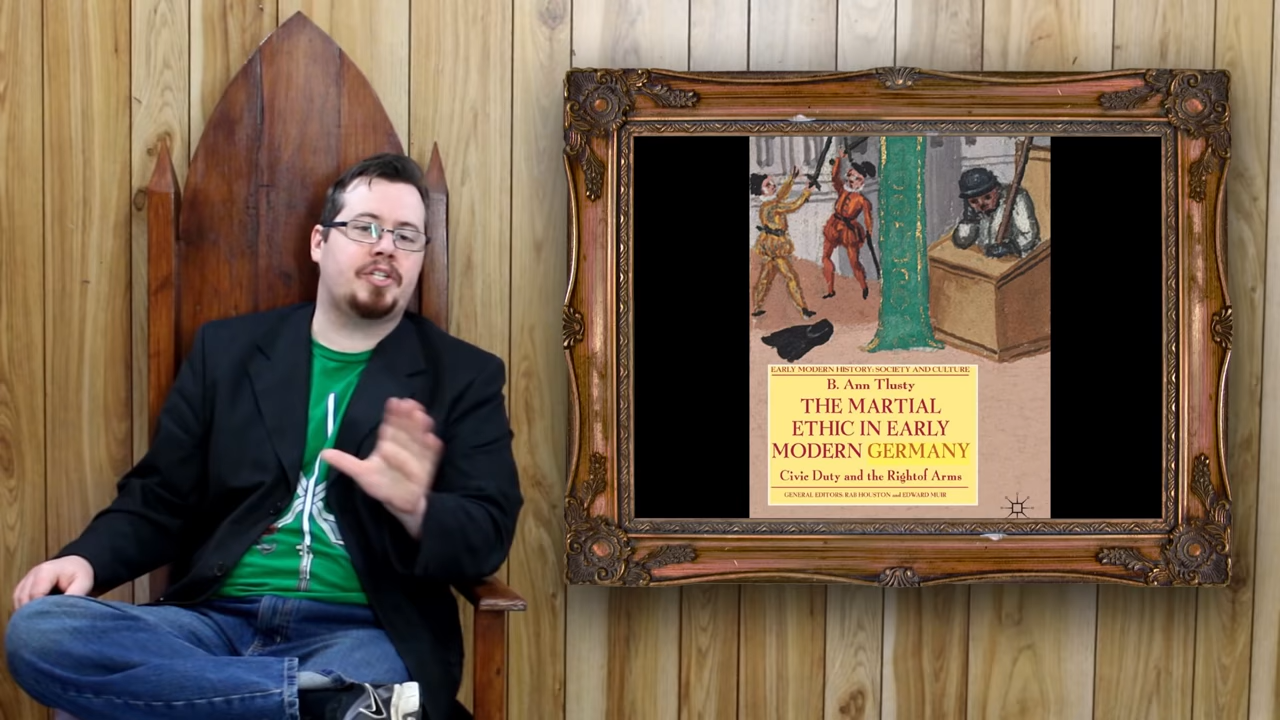 EARLY MODERN HISTORY: SOCIETY AND CULTURE
B. Ann Tlusty
THE MARTIAL
ETHIC IN EARLY
MODERN GERMANY
Civic Duty and the Rightof Arms
GENERAL EDITORS: RAB HOUSTON and EDWARD MUIR